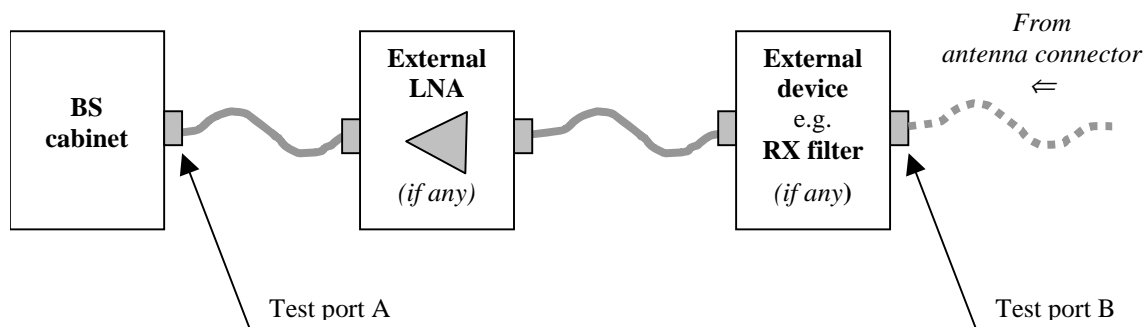 BS
cabinet
External
LNA
(if any)
External
device
e.g.
RX filter
(if any)
From
antenna connector
⇐
Test port A
Test port B